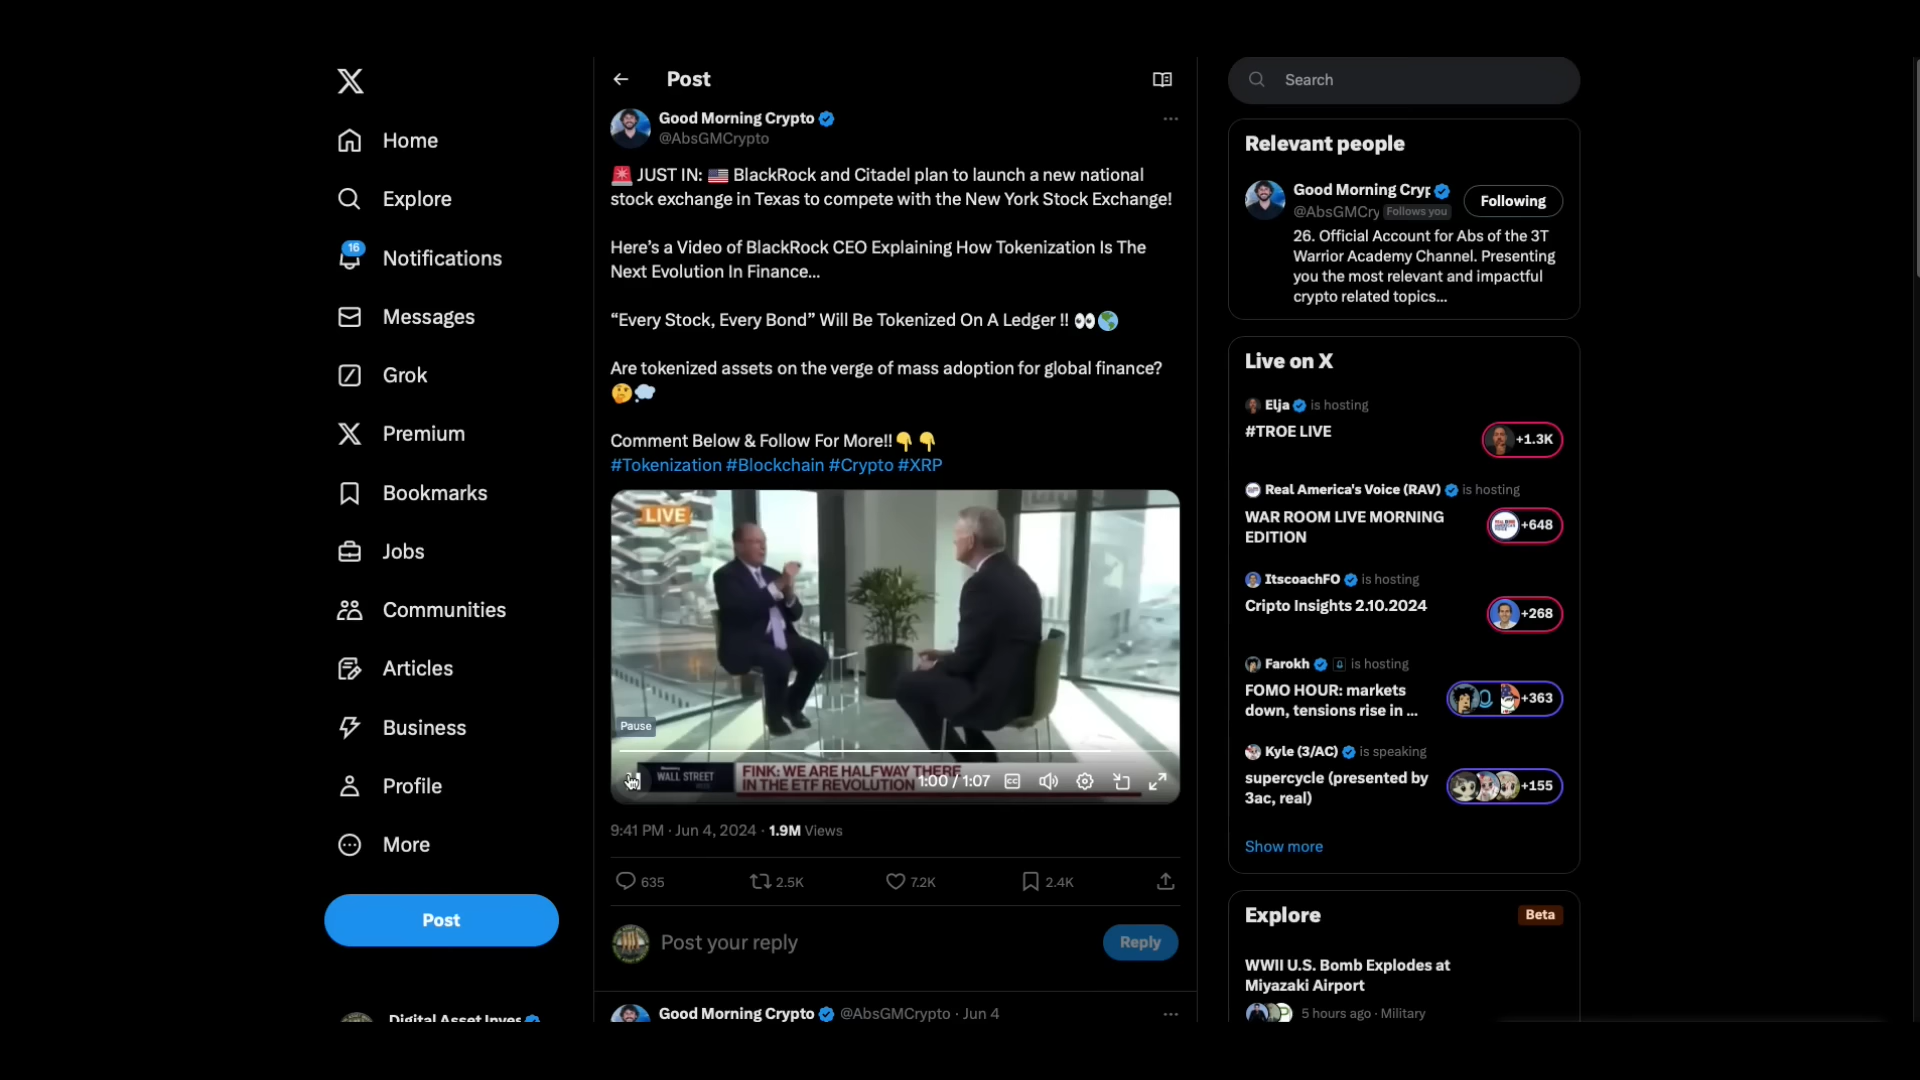 Home
Explore
16
Notifications
Messages
Grok
Premium
Bookmarks
Jobs
Communities
Articles
Business
Profile
More
Post
Digital Asset Inves
Post
Good Morning Crypto
@AbsGMCrypto
🚨 JUST IN: 🇺🇸 BlackRock and Citadel plan to launch a new national
stock exchange in Texas to compete with the New York Stock Exchange!
Here's a Video of BlackRock CEO Explaining How Tokenization Is The
Next Evolution In Finance...
“Every Stock, Every Bond” Will Be Tokenized On A Ledger !! 👀🌎
Are tokenized assets on the verge of mass adoption for global finance?
🤔💭
Comment Below & Follow For More!!👇👇
#Tokenization #Blockchain #Crypto #XRP
LIVE
Pause
WALL STREET
FINK: WE ARE HALFWAY THERE
IN THE ETF REVOLUTION
1:00 / 1:07
CC
9:41 PM · Jun 4, 2024 · 1.9M Views
635
2.5K
7.2K
2.4K
Post your reply
Reply
Good Morning Crypto @AbsGMCrypto · Jun 4
Search
Relevant people
Good Morning Cryp
@AbsGMCry Follows you
Following
26. Official Account for Abs of the 3T
Warrior Academy Channel. Presenting
you the most relevant and impactful
crypto related topics...
Live on X
Elja is hosting
#TROE LIVE
+1.3K
Real America's Voice (RAV) is hosting
WAR ROOM LIVE MORNING
EDITION
+648
ItscoachFO is hosting
Cripto Insights 2.10.2024
+268
Farokh is hosting
FOMO HOUR: markets
down, tensions rise in ...
+363
Kyle (3/AC) is speaking
supercycle (presented by
3ac, real)
+155
Show more
Explore
Beta
WWII U.S. Bomb Explodes at
Miyazaki Airport
5 hours ago · Military